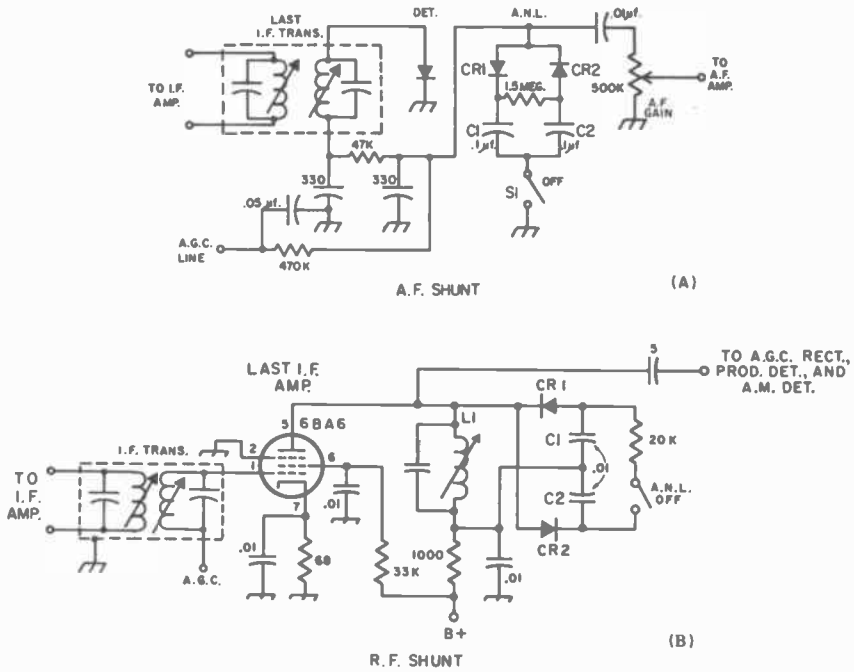 LAST
I.F. TRANS.
DET.
A.N.L.
.01µf.
TO I.F.
AMP.
CR1
CR2
1.5 MEG.
500K
TO
A.F.
AMP.
A.F.
GAIN
C1
C2
.1µf.
.1µf
47K
330
330
S1
OFF
.05µf.
A.G.C.
LINE
470K
A.F. SHUNT
(A)
LAST I.F.
AMP.
5
TO A.G.C. RECT.,
PROD. DET., AND
A.M. DET.
CR1
5
6BA6
L1
C1
20K
I.F. TRANS.
2
1
6
.01
TO
I.F.
AMP.
7
.01
C2
A.N.L.
OFF
CR2
.01
68
33K
1000
.01
A.G.C.
B+
(B)
R.F. SHUNT